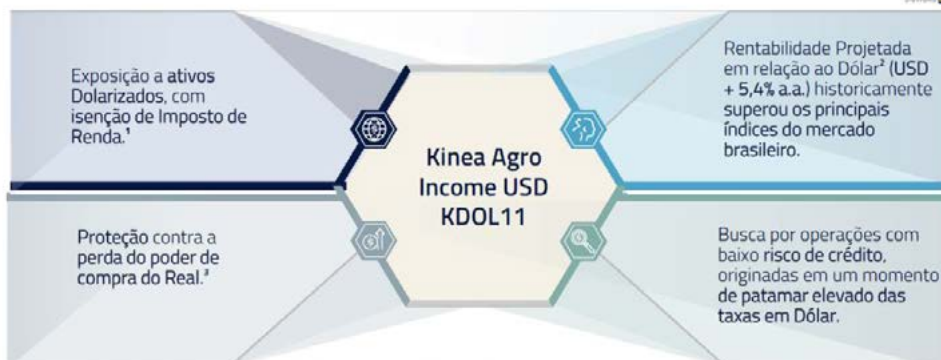 Exposição a ativos
Dolarizados, com
isenção de Imposto de
Renda.¹
Rentabilidade Projetada
em relação ao Dólar² (USD
+ 5,4% a.a.) historicamente
superou os principais
índices do mercado
brasileiro.
Kinea Agro
Income USD
KDOL11
Proteção contra a
perda do poder de
compra do Real.³
Busca por operações com
baixo risco de crédito,
originadas em um momento
de patamar elevado das
taxas em Dólar.